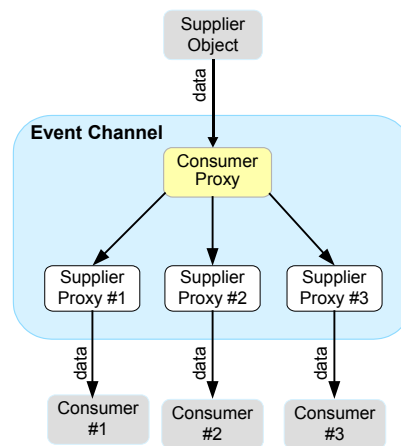 Supplier
Object
data
Event Channel
Consumer
Proxy
Supplier
Proxy #1
Supplier
Proxy #2
Supplier
Proxy #3
data
data
data
Consumer
#1
Consumer
#2
Consumer
#3